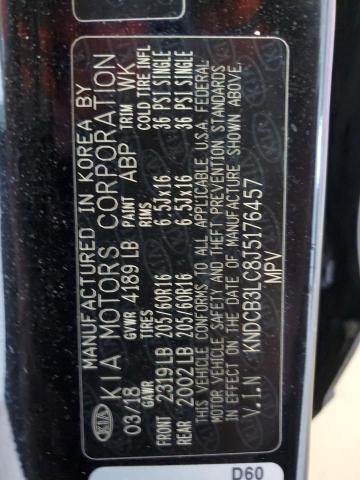 MANUFACTURED IN KOREA BY
KIA KIA MOTORS CORPORATION
03/18 GVWR 4189 LB PAINT ABP TRIM WK
GAWR TIRES RIMS COLD TIRE INFL
FRONT 2319 LB 205/60R16 6.5Jx16 36 PSI SINGLE
REAR 2002 LB 205/60R16 6.5Jx16 36 PSI SINGLE
THIS VEHICLE CONFORMS TO ALL APPLICABLE U.S.A FEDERAL
MOTOR VEHICLE SAFETY AND THEFT PREVENTION STANDARDS
IN EFFECT ON THE DATE OF MANUFACTURE SHOWN ABOVE.
V.I.N KNDCB3LC8J5176457
MPV
D60